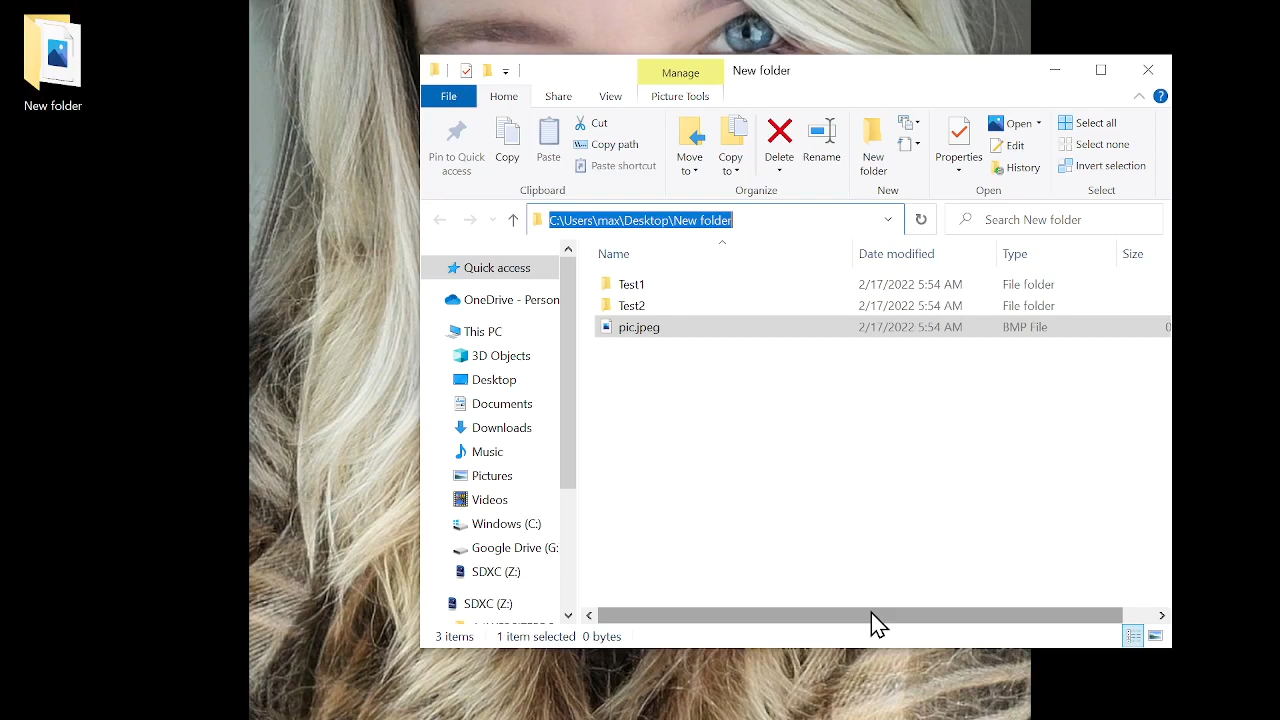 New folder
Manage
New folder
File
Home
Share
View
Picture Tools
Pin to Quick access
Copy
Paste
Cut
Copy path
Paste shortcut
Clipboard
Move to
Copy to
Delete
Rename
Organize
New folder
New
Properties
Open
Edit
History
Open
Select all
Select none
Invert selection
Select
C:\Users\max\Desktop\New folder
Search New folder
Name
Date modified
Type
Size
Quick access
OneDrive - Person
This PC
3D Objects
Desktop
Documents
Downloads
Music
Pictures
Videos
Windows (C:)
Google Drive (G:
SDXC (Z:)
SDXC (Z:)
Test1 2/17/2022 5:54 AM File folder
Test2 2/17/2022 5:54 AM File folder
pic.jpeg 2/17/2022 5:54 AM BMP File 0
3 items 1 item selected 0 bytes